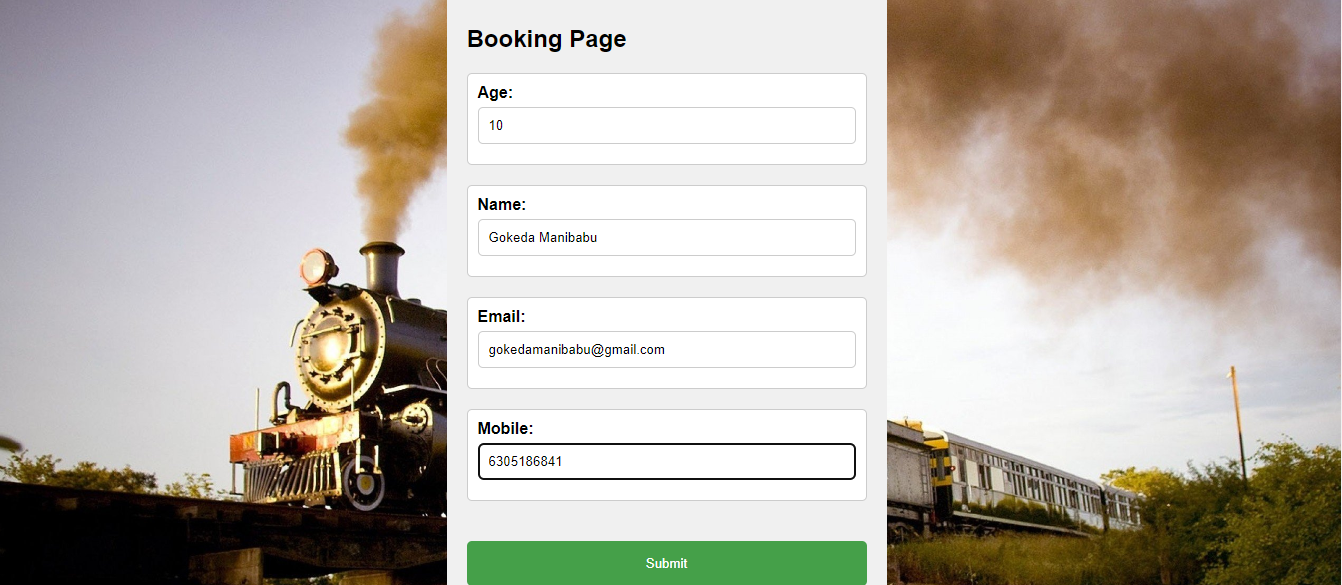 Booking Page
Age:
10
Name:
Gokeda Manibabu
Email:
gokedamanibabu@gmail.com
Mobile:
6305186841
Submit